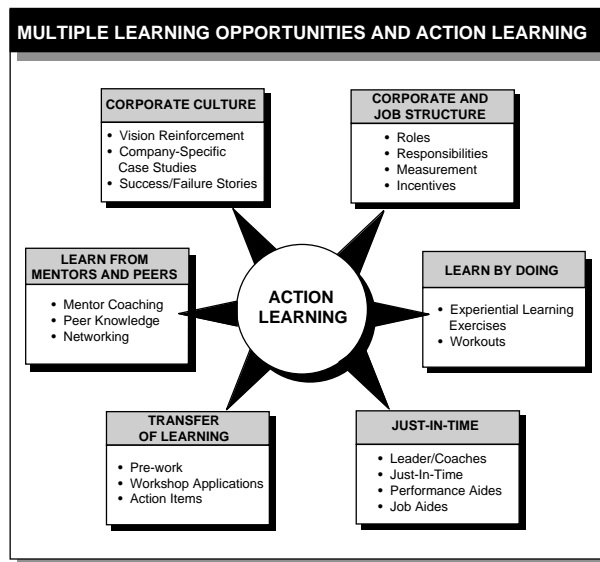 MULTIPLE LEARNING OPPORTUNITIES AND ACTION LEARNING
CORPORATE CULTURE
• Vision Reinforcement
• Company-Specific
Case Studies
• Success/Failure Stories
CORPORATE AND
JOB STRUCTURE
• Roles
• Responsibilities
• Measurement
• Incentives
LEARN FROM
MENTORS AND PEERS
• Mentor Coaching
• Peer Knowledge
• Networking
ACTION
LEARNING
LEARN BY DOING
• Experiential Learning
Exercises
• Workouts
TRANSFER
OF LEARNING
• Pre-work
• Workshop Applications
• Action Items
JUST-IN-TIME
• Leader/Coaches
• Just-In-Time
• Performance Aides
• Job Aides